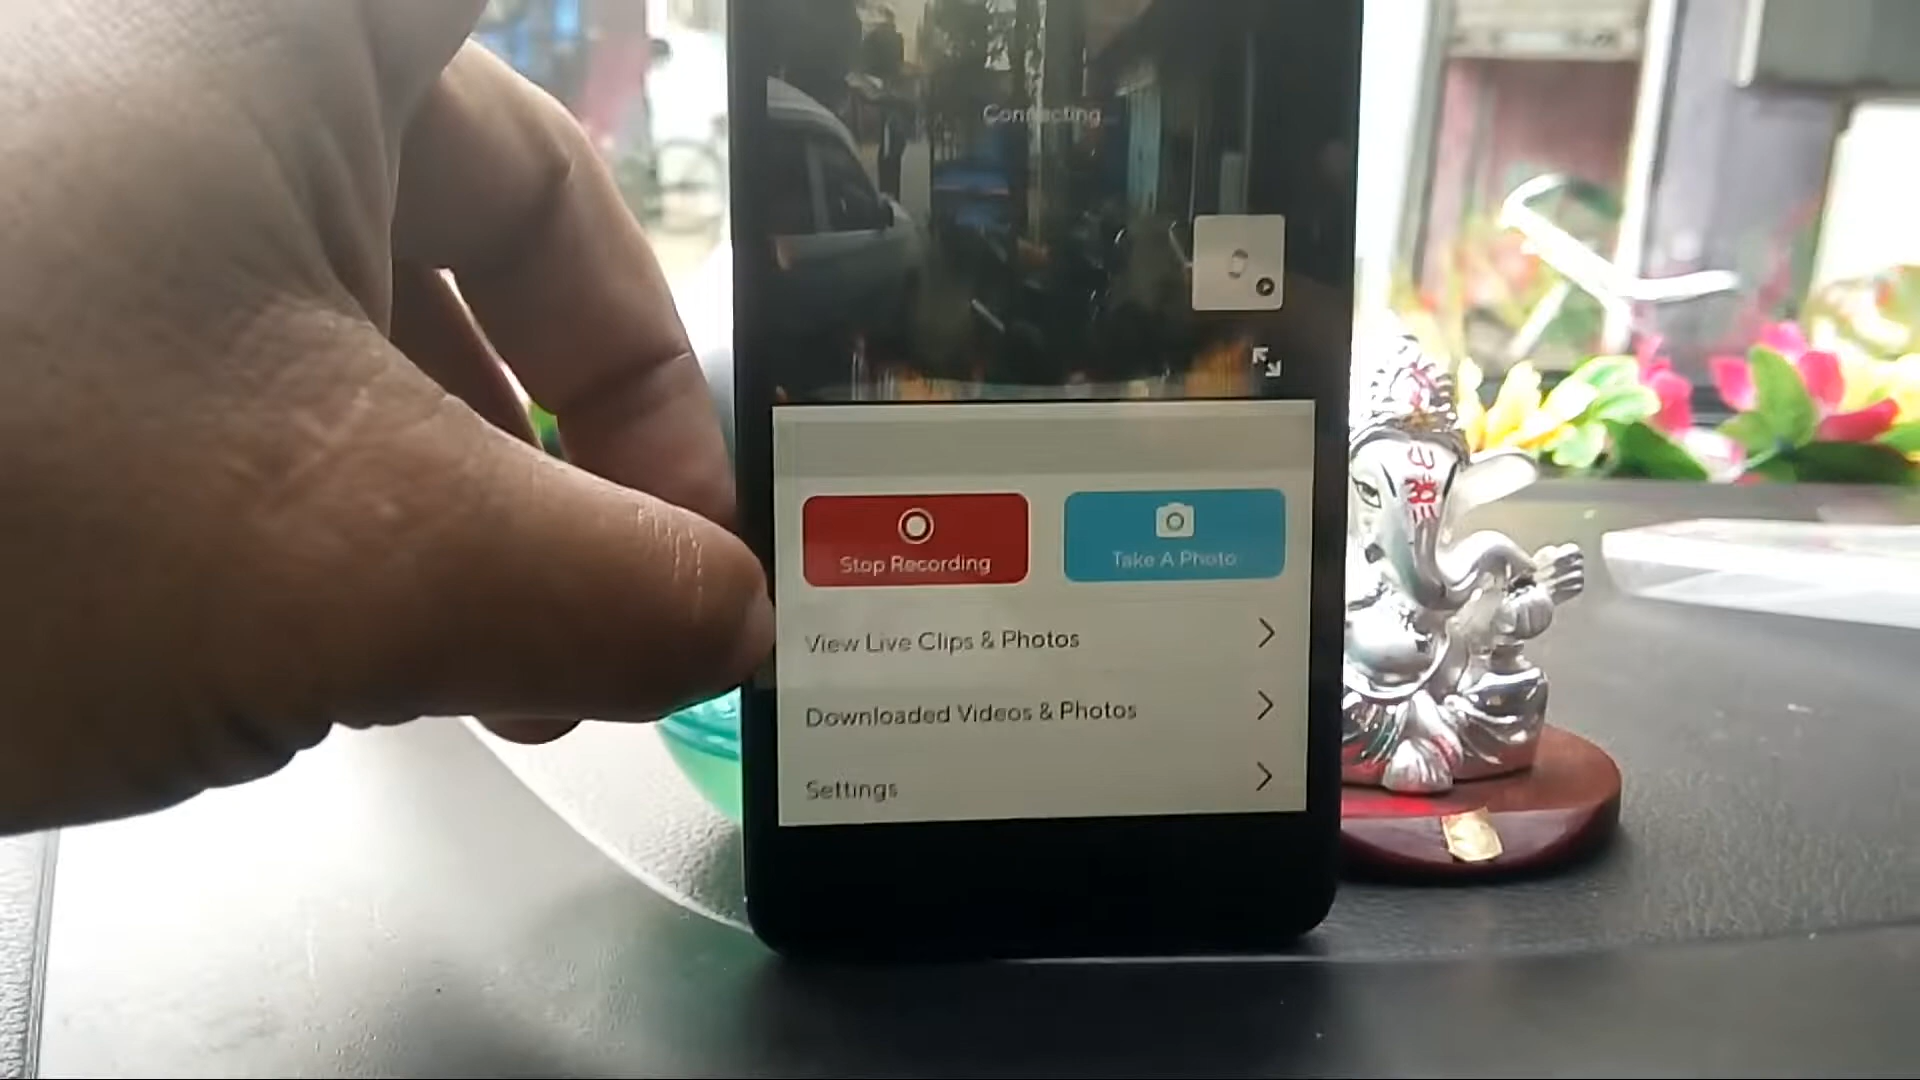 Connecting...
Stop Recording
Take A Photo
View Live Clips & Photos
Downloaded Videos & Photos
Settings